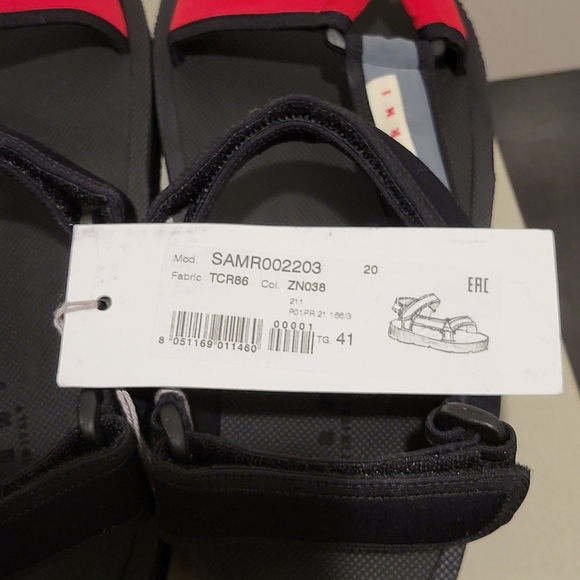 RNI
Mod. SAMR002203 20
Fabric TCR86 Col. ZN038
EAC
211
P01PR 21 166/3
00001
8 051169 011460 TG. 41